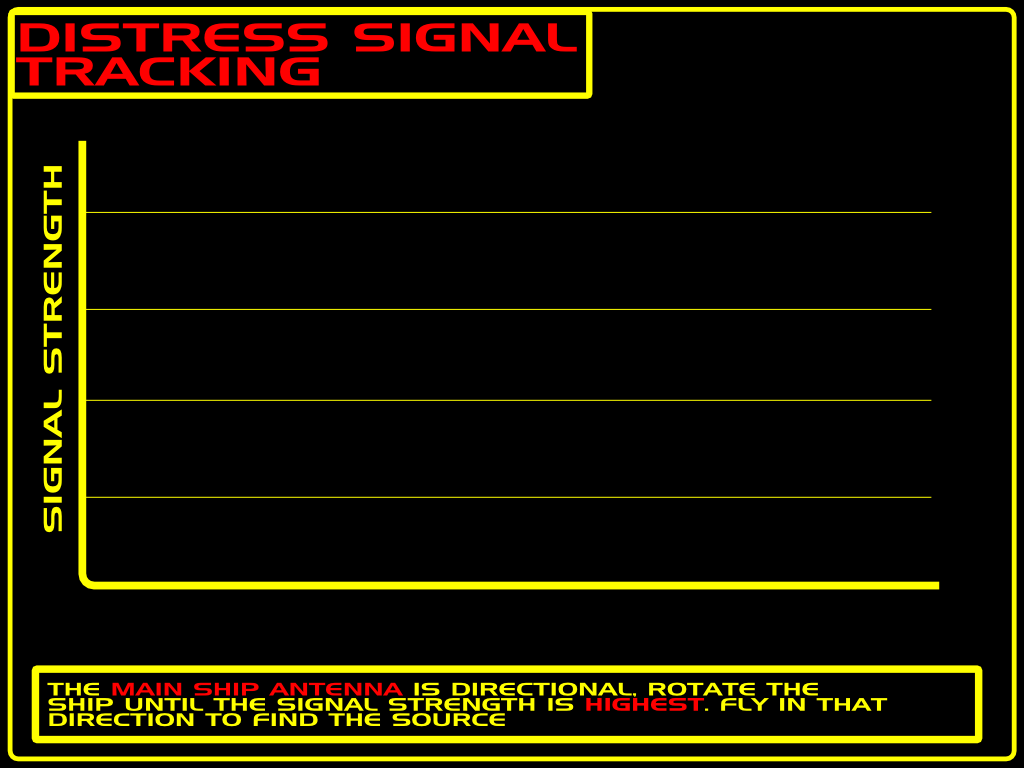 DISTRESS SIGNAL
TRACKING
SIGNAL STRENGTH
THE MAIN SHIP ANTENNA IS DIRECTIONAL. ROTATE THE
SHIP UNTIL THE SIGNAL STRENGTH IS HIGHEST. FLY IN THAT
DIRECTION TO FIND THE SOURCE